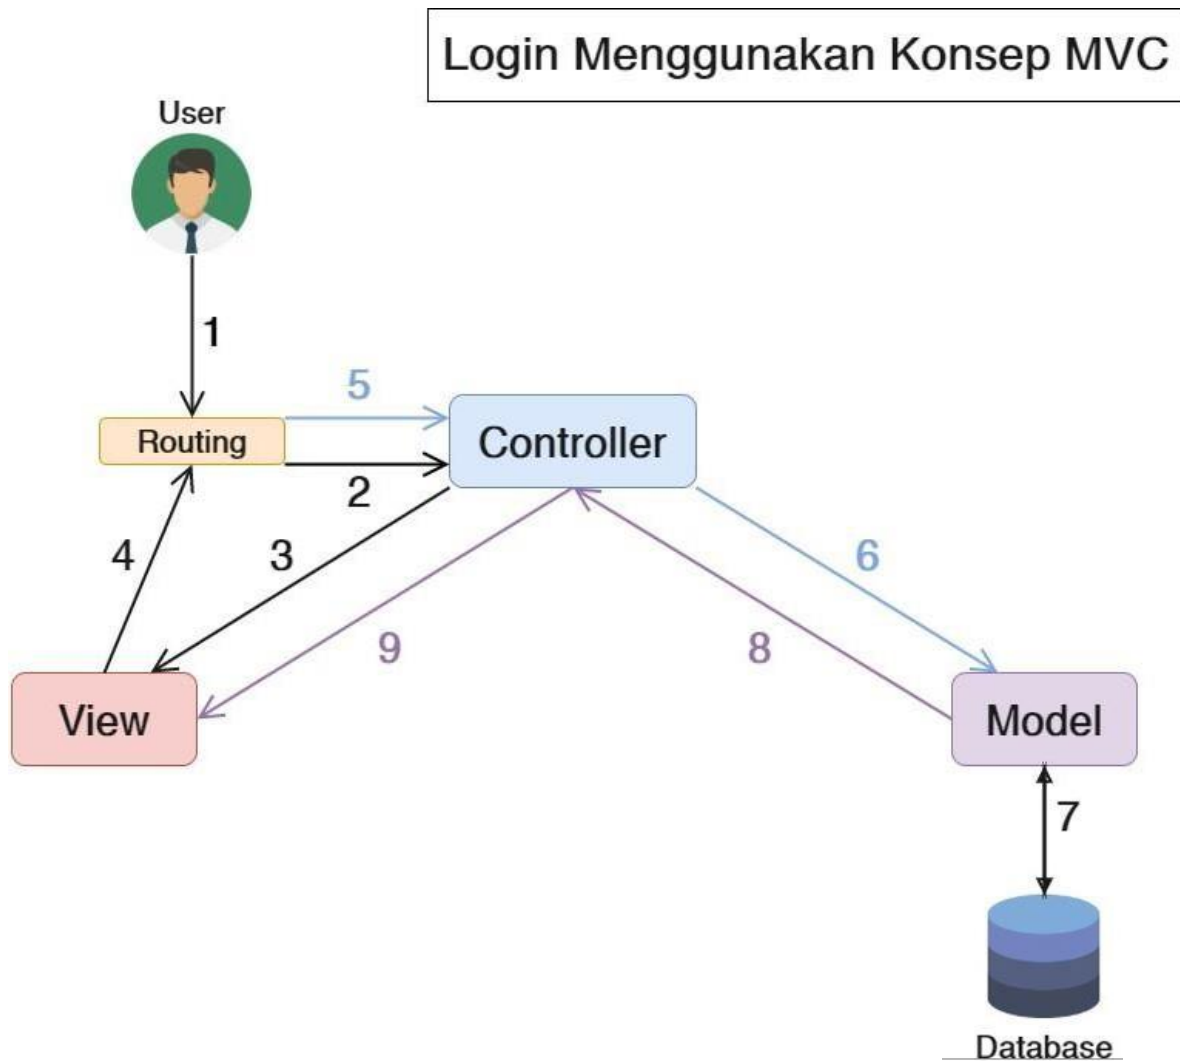 Login Menggunakan Konsep MVC
User
1
5
Routing
Controller
2
4
3
6
9
8
View
Model
7
Database